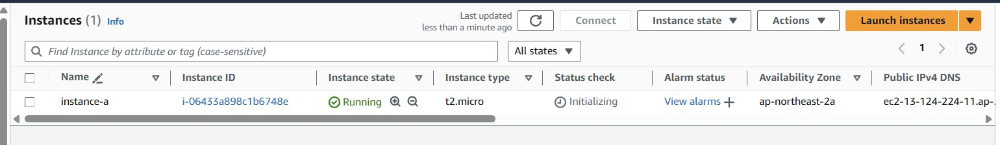 Instances (1) Info
Last updated
less than a minute ago
Connect
Instance state
Actions
Launch instances
Find Instance by attribute or tag (case-sensitive)
All states
1
Name Instance ID Instance state Instance type Status check Alarm status Availability Zone Public IPv4 DNS
instance-a i-06433a898c1b6748e Running t2.micro Initializing View alarms + ap-northeast-2a ec2-13-124-224-11.ap-